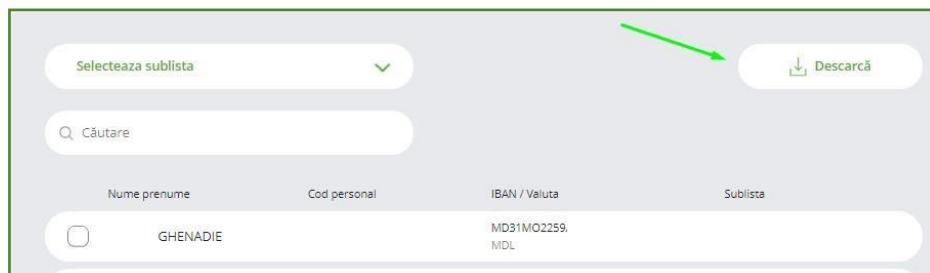 Selecteaza sublista
Descarcă
Căutare
Nume prenume Cod personal IBAN / Valuta Sublista
GHENADIE MD31MO2259.
MDL